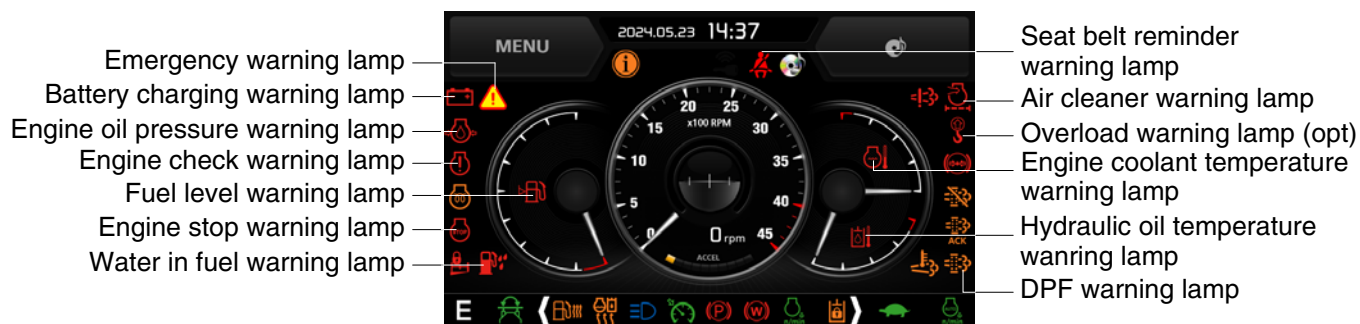 MENU
2024.05.23 14:37
Emergency warning lamp
Battery charging warning lamp
Engine oil pressure warning lamp
Engine check warning lamp
Fuel level warning lamp
Engine stop warning lamp
Water in fuel warning lamp
Seat belt reminder
warning lamp
Air cleaner warning lamp
Overload warning lamp (opt)
Engine coolant temperature
warning lamp
Hydraulic oil temperature
wanring lamp
DPF warning lamp
x100 RPM
0
5
10
15
20
25
30
35
40
45
0 rpm
ACCEL
STOP
ACK
E
(P)
(W)